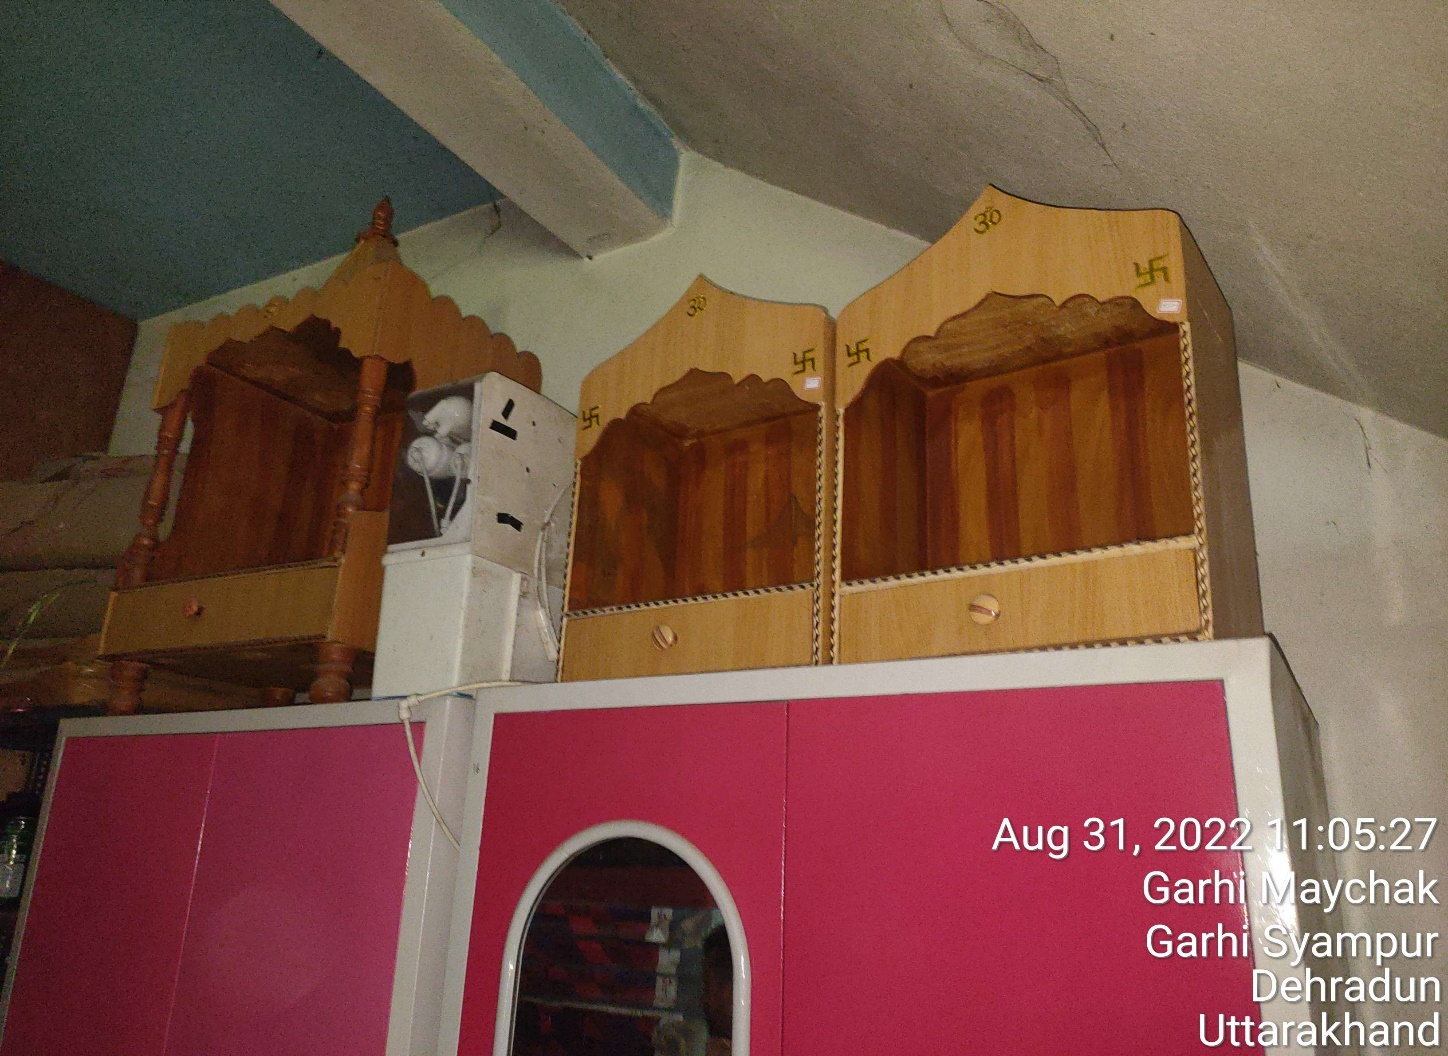 ॐ
ॐ
Aug 31, 2022 11:05:27
Garhi Maychak
Garhi Syampur
Dehradun
Uttarakhand